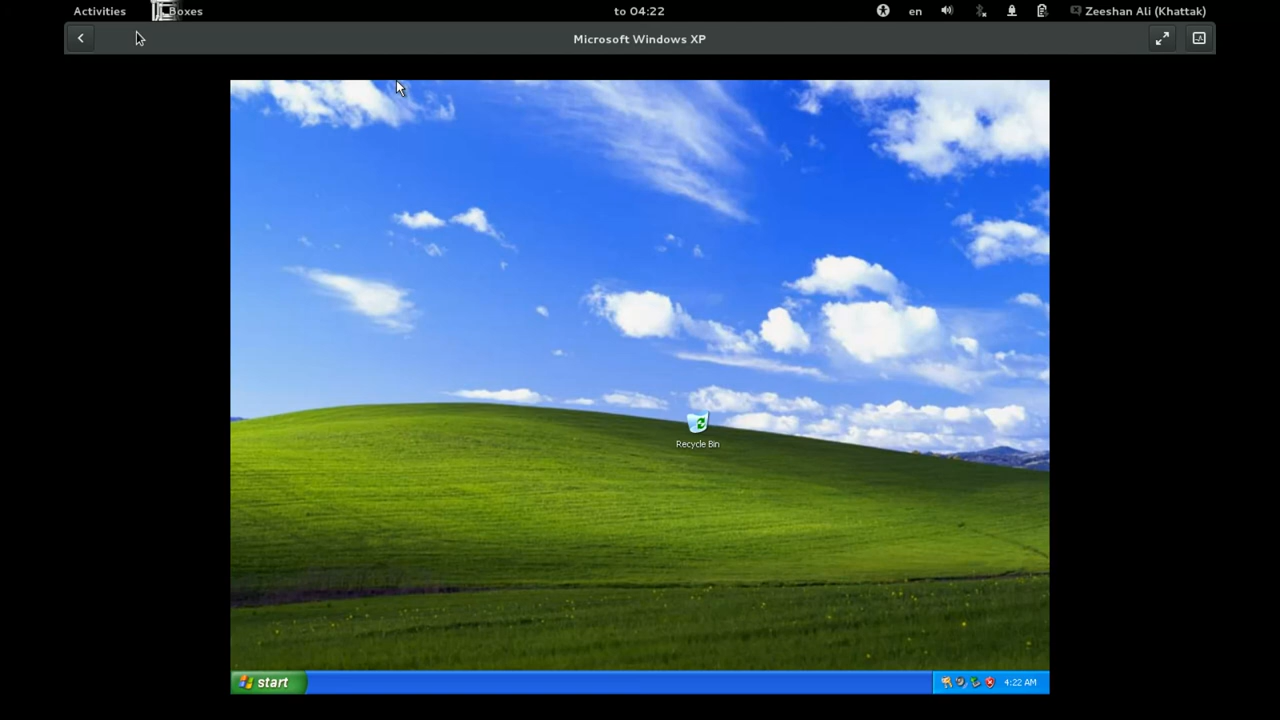 Activities Boxes to 04:22 en Zeeshan Ali (Khattak)
Microsoft Windows XP
Recycle Bin
start 4:22 AM